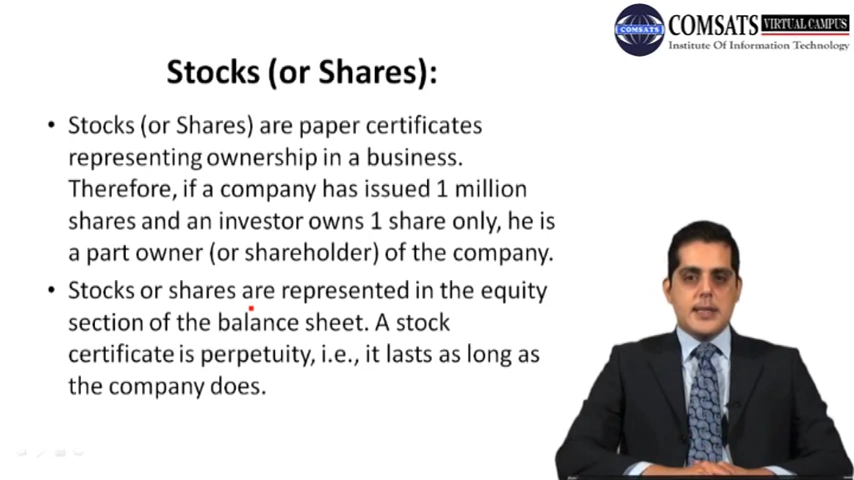 COMSATS VIRTUAL CAMPUS
Institute Of Information Technology
COMSATS
Stocks (or Shares):
• Stocks (or Shares) are paper certificates
representing ownership in a business.
Therefore, if a company has issued 1 million
shares and an investor owns 1 share only, he is
a part owner (or shareholder) of the company.
• Stocks or shares are represented in the equity
section of the balance sheet. A stock
certificate is perpetuity, i.e., it lasts as long as
the company does.